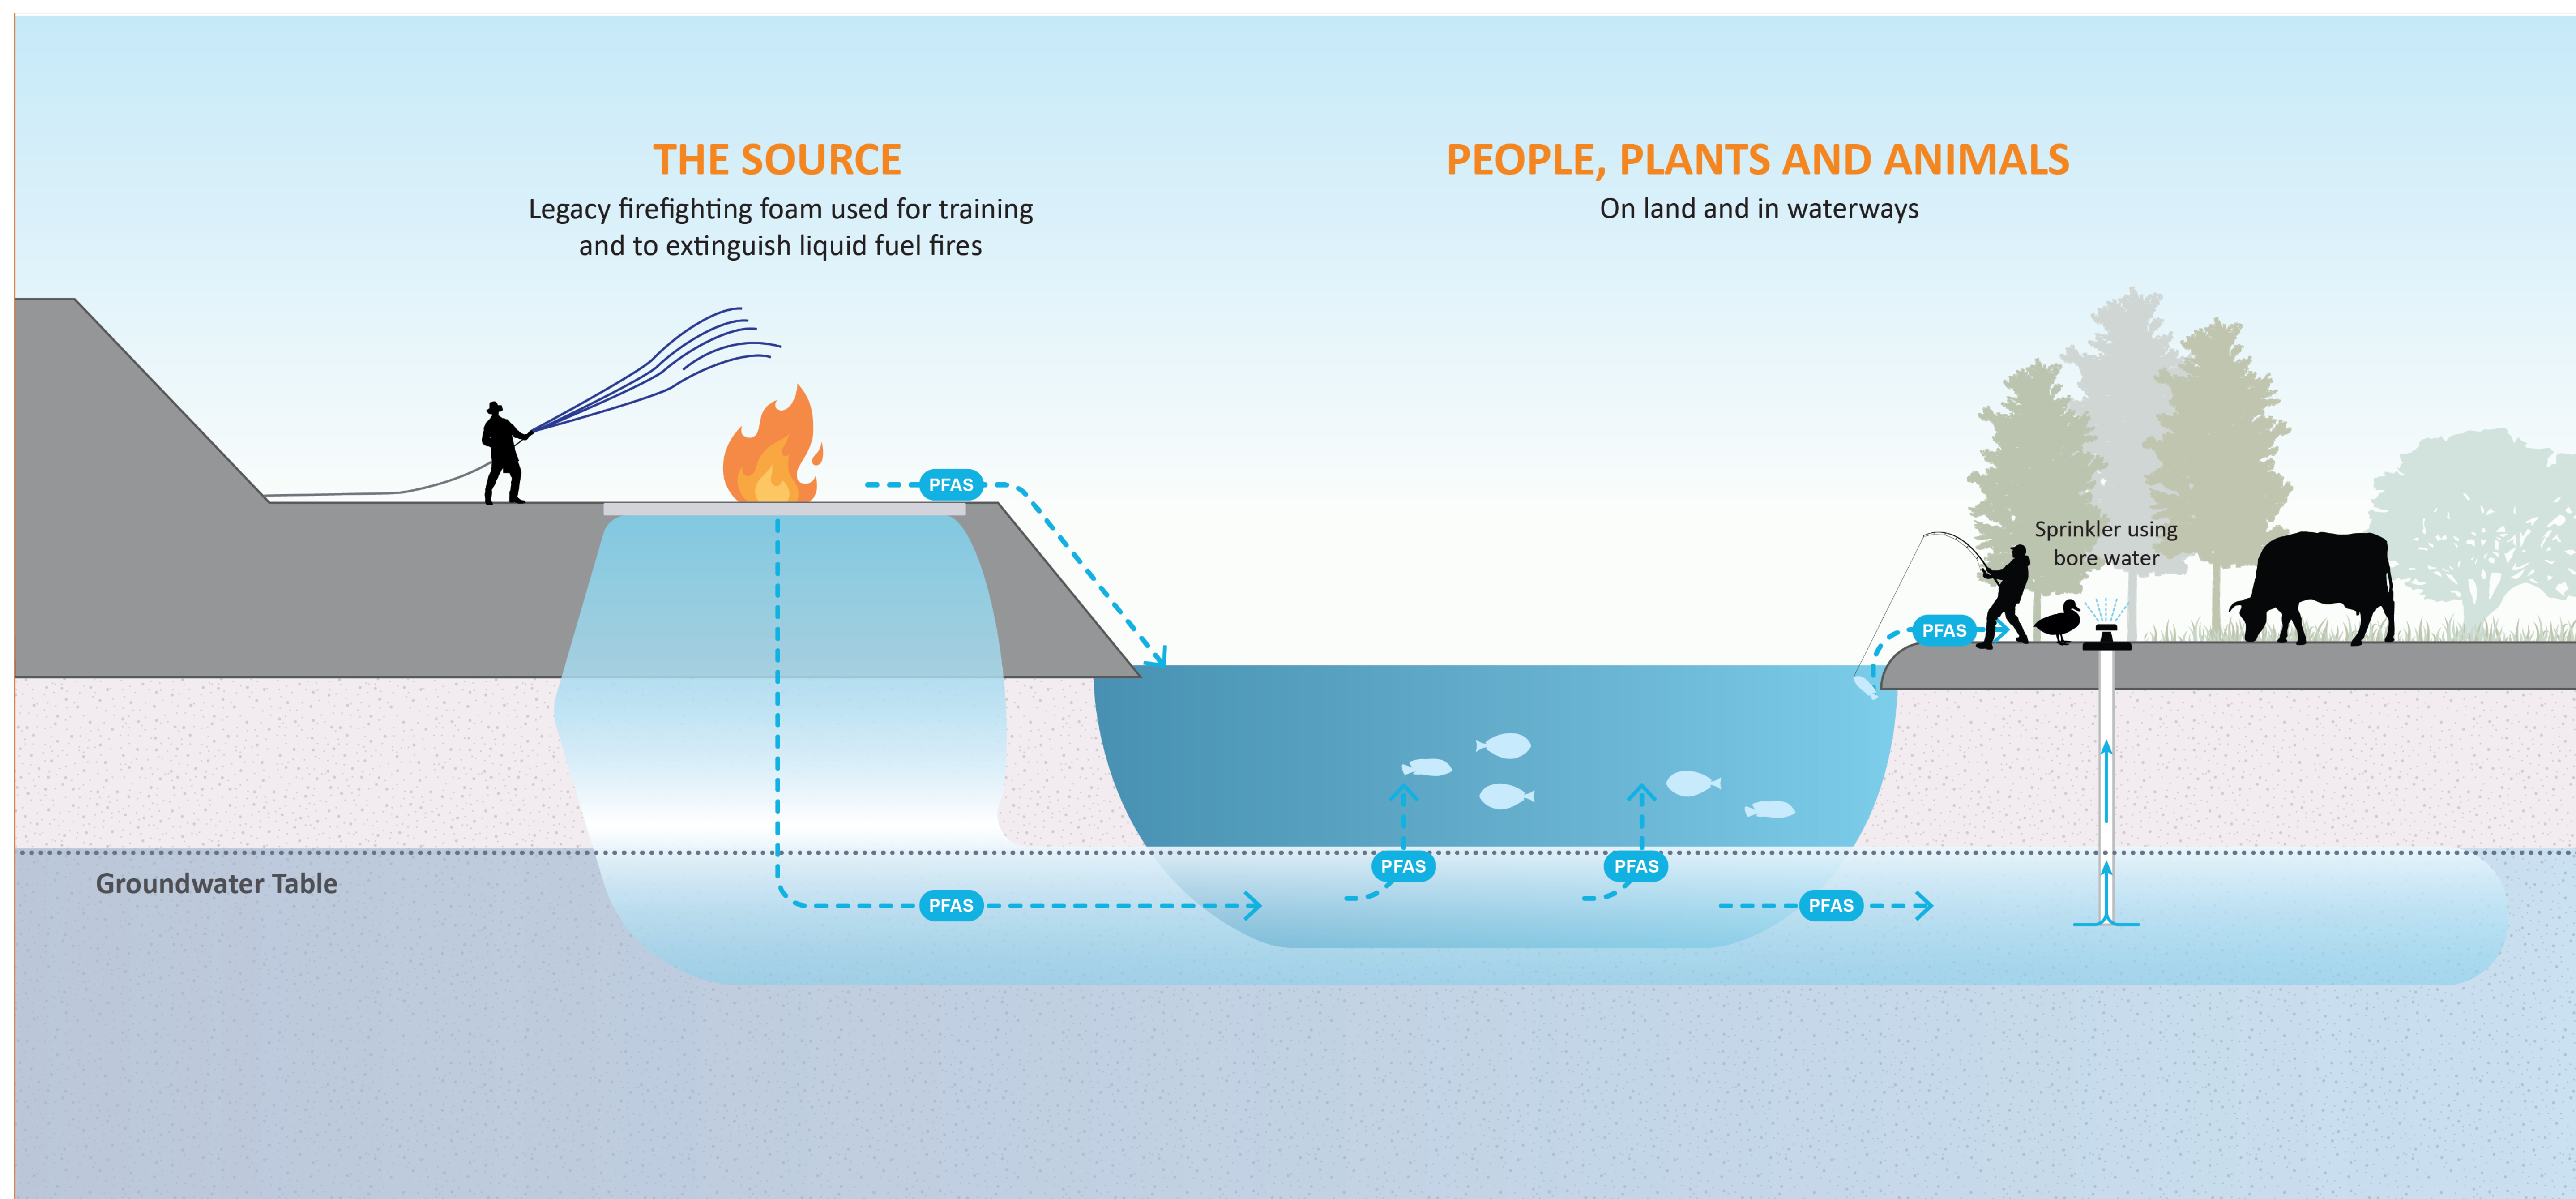 THE SOURCE
Legacy firefighting foam used for training
and to extinguish liquid fuel fires
PEOPLE, PLANTS AND ANIMALS
On land and in waterways
PFAS
Sprinkler using
bore water
PFAS
Groundwater Table
PFAS
PFAS
PFAS
PFAS